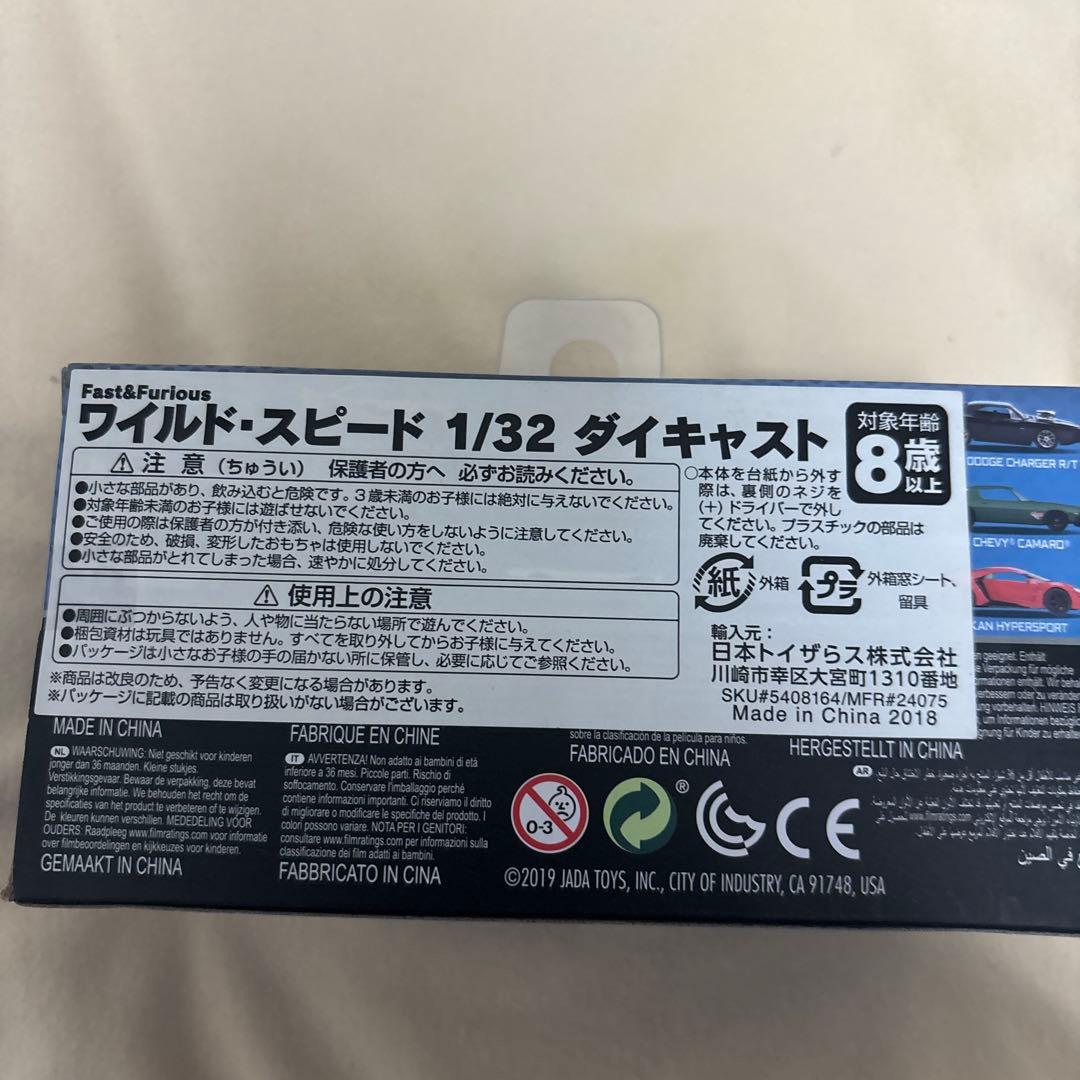 Fast&Furious
ワイルド・スピード 1/32 ダイキャスト
対象年齢
8歳
以上
⚠ 注 意 (ちゅうい) 保護者の方へ 必ずお読みください。
●小さな部品があり、飲み込むと危険です。3歳未満のお子様には絶対に与えないでください。
●対象年齢未満のお子様には遊ばせないでください。
●ご使用の際は保護者の方が付き添い、危険な使い方をしないように注意してください。
●安全のため、破損、変形したおもちゃは使用しないでください。
●小さな部品がとれてしまった場合、速やかに処分してください。
⚠ 使用上の注意
●周囲にぶつからないよう、人や物に当たらない場所で遊んでください。
●梱包資材は玩具ではありません。すべてを取り外してからお子様に与えてください。
●パッケージは小さなお子様の手の届かない所に保管し、必要に応じてご参照ください。
※商品は改良のため、予告なく変更になる場合があります。
※パッケージに記載の商品は取り扱いがない場合がございます。
○本体を台紙から外す
際は、裏側のネジを
(+)ドライバーで外し
てください。プラスチックの部品は
廃棄してください。
紙 外箱
プラ 外箱窓シート、
留具
輸入元:
日本トイザらス株式会社
川崎市幸区大宮町1310番地
SKU#5408164/MFR#24075
Made in China 2018
DODGE CHARGER R/T
CHEVY® CAMARO®
KAN HYPERSPORT
MADE IN CHINA
FABRIQUE EN CHINE
sobre la clasificación de la película para niños.
FABRICADO EN CHINA
HERGESTELLT IN CHINA
NL WAARSCHUWING: Niet geschikt voor kinderen
jonger dan 36 maanden. Kleine stukjes.
Verstikkingsgevaar. Bewaar de verpakking, deze bevat
belangrijke informatie. We behouden het recht om de
specificaties van het product te verbeteren of te wijzigen.
De kleuren kunnen verschillen. MEDEDELING VOOR
OUDERS: Raadpleeg www.filmratings.com voor informatie
over filmbeoordelingen en kijkkeuzes voor kinderen.
GEMAAKT IN CHINA
IT AVVERTENZA! Non adatto ai bambini di età
inferiore a 36 mesi. Piccole parti. Rischio di
soffocamento. Conservare l'imballaggio perché
contiene informazioni importanti. Ci riserviamo il diritto
di migliorare o modificare le specifiche del prodotto. I
colori possono variare. NOTA PER I GENITORI:
consultare www.filmratings.com per informazioni sulla
classificazione dei film adatti ai bambini.
FABBRICATO IN CINA
0-3
®
CE
AR
في الصين
©2019 JADA TOYS, INC., CITY OF INDUSTRY, CA 91748, USA